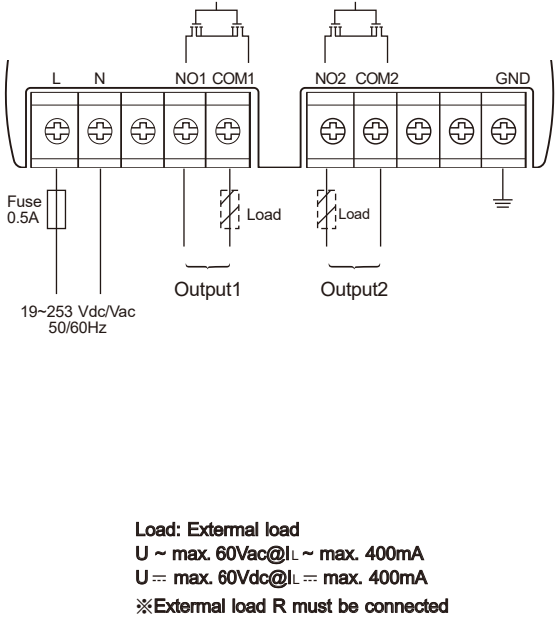 L N NO1 COM1 NO2 COM2 GND
Fuse
0.5A
Load
Load
Output1
Output2
19~253 Vdc/Vac
50/60Hz
Load: Extermal load
U ~ max. 60Vac@IL ~ max. 400mA
U ⎓ max. 60Vdc@IL ⎓ max. 400mA
※Extermal load R must be connected